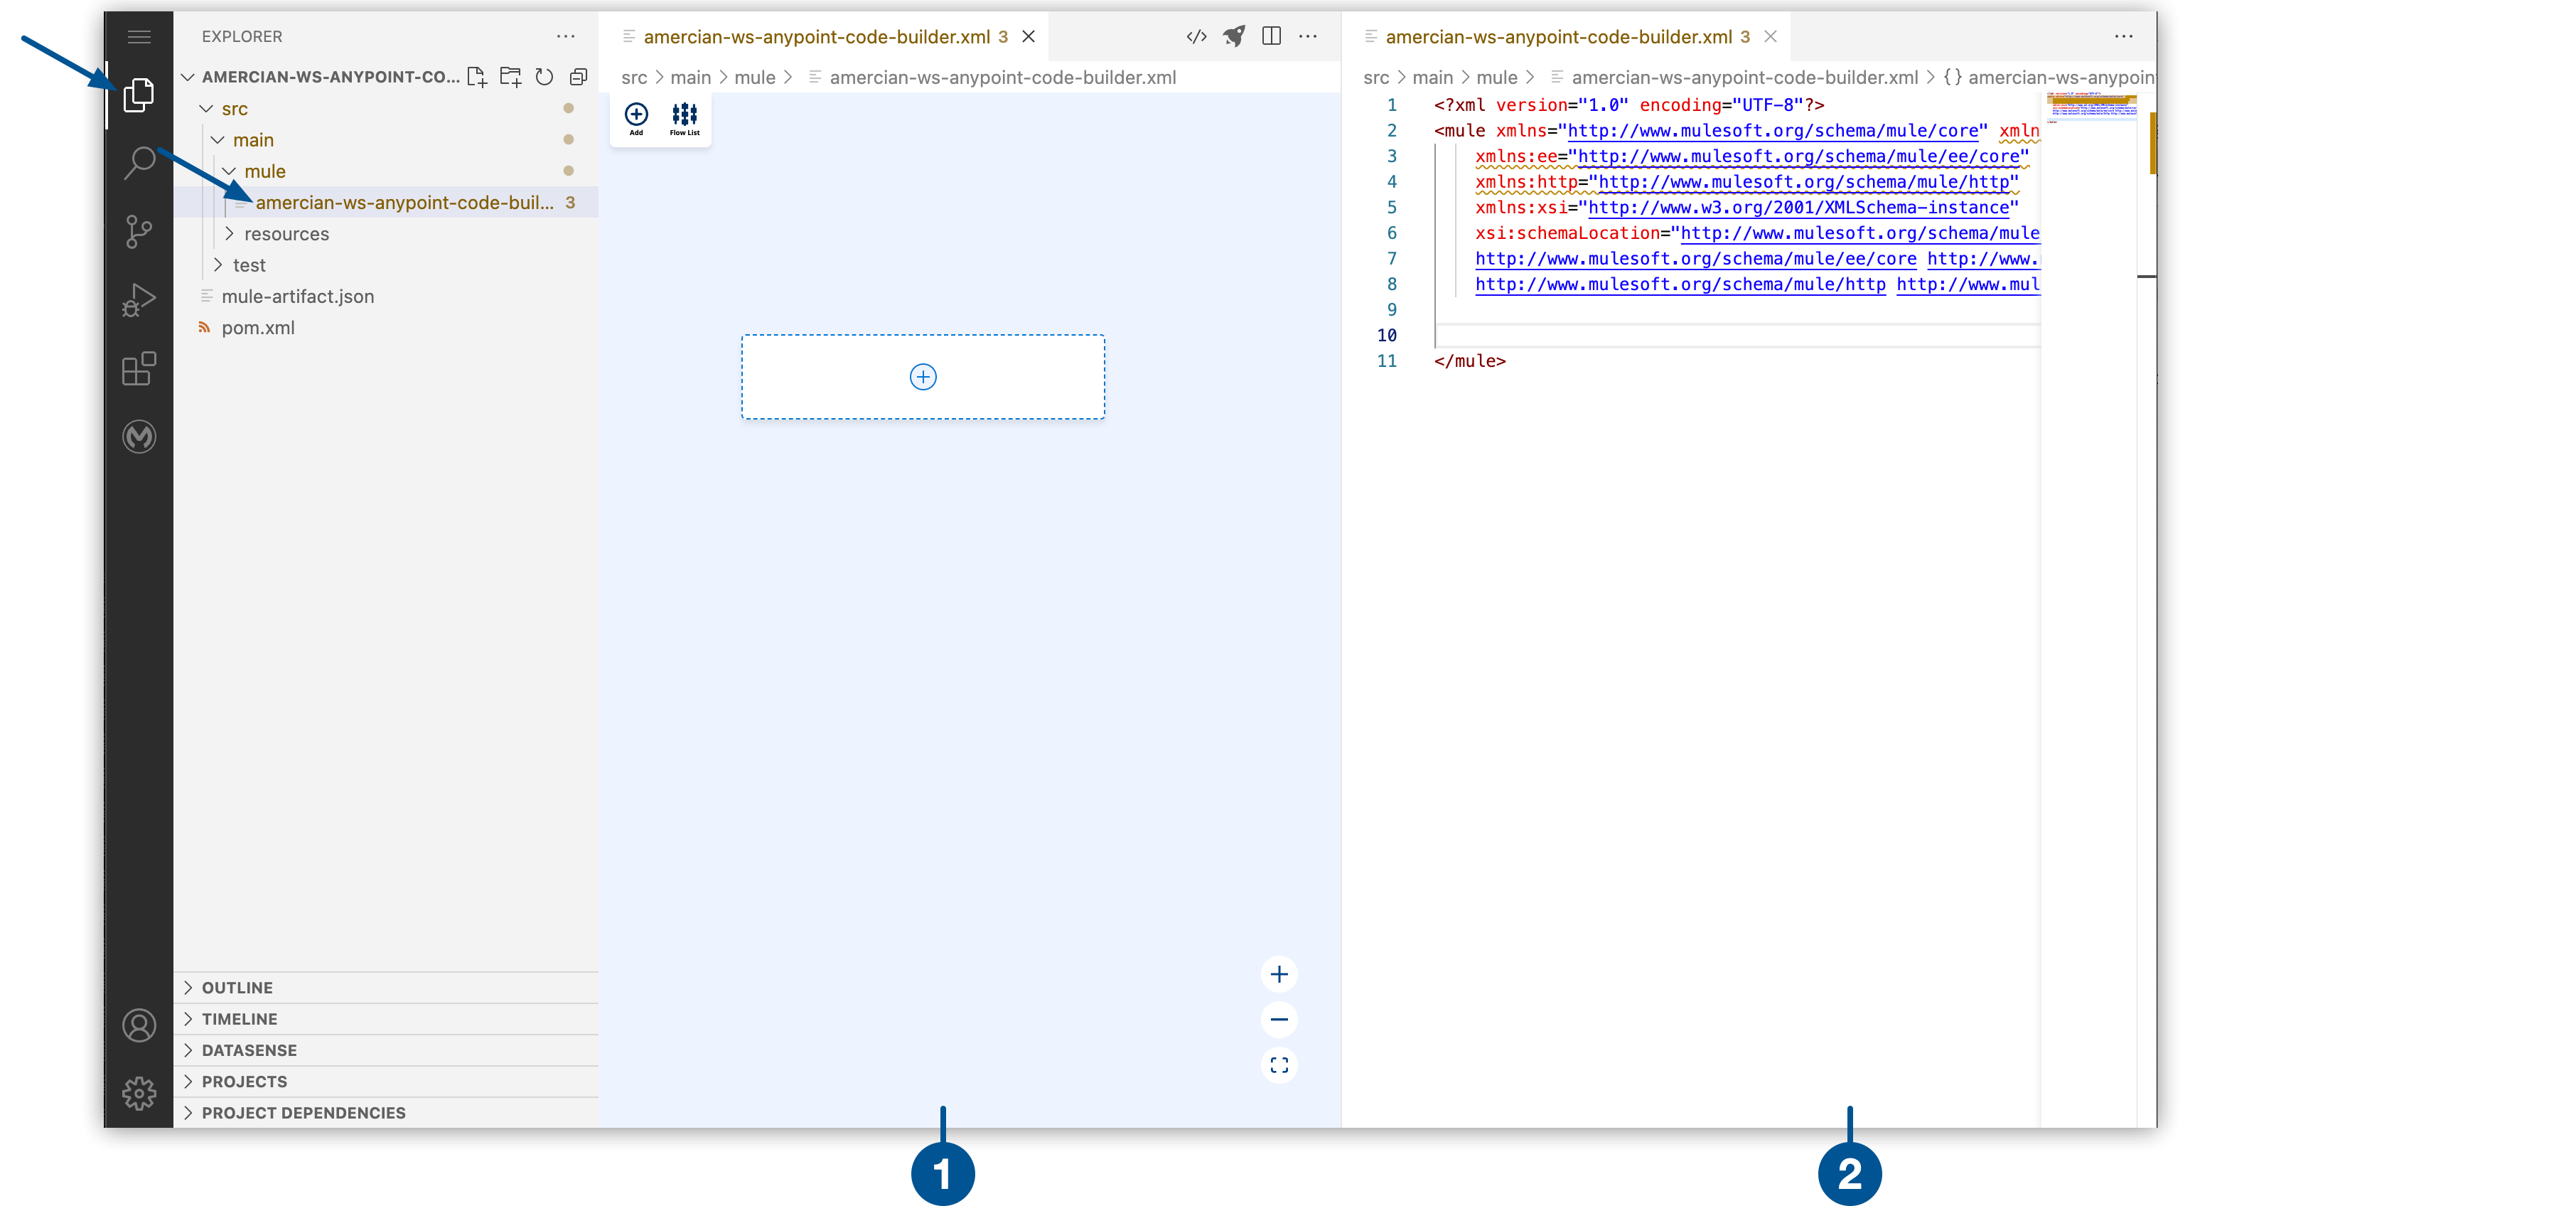 EXPLORER
AMERCIAN-WS-ANYPOINT-CO...
src
main
mule
amercian-ws-anypoint-code-buil... 3
resources
test
mule-artifact.json
pom.xml
OUTLINE
TIMELINE
DATASENSE
PROJECTS
PROJECT DEPENDENCIES
amercian-ws-anypoint-code-builder.xml 3
src > main > mule > amercian-ws-anypoint-code-builder.xml
Add
Flow List
amercian-ws-anypoint-code-builder.xml 3
src > main > mule > amercian-ws-anypoint-code-builder.xml > {} amercian-ws-anypoin
1 <?xml version="1.0" encoding="UTF-8"?>
2 <mule xmlns="http://www.mulesoft.org/schema/mule/core" xmln
3 xmlns:ee="http://www.mulesoft.org/schema/mule/ee/core"
4 xmlns:http="http://www.mulesoft.org/schema/mule/http"
5 xmlns:xsi="http://www.w3.org/2001/XMLSchema-instance"
6 xsi:schemaLocation="http://www.mulesoft.org/schema/mule
7 http://www.mulesoft.org/schema/mule/ee/core http://www.
8 http://www.mulesoft.org/schema/mule/http http://www.mul
9
10
11 </mule>
1
2